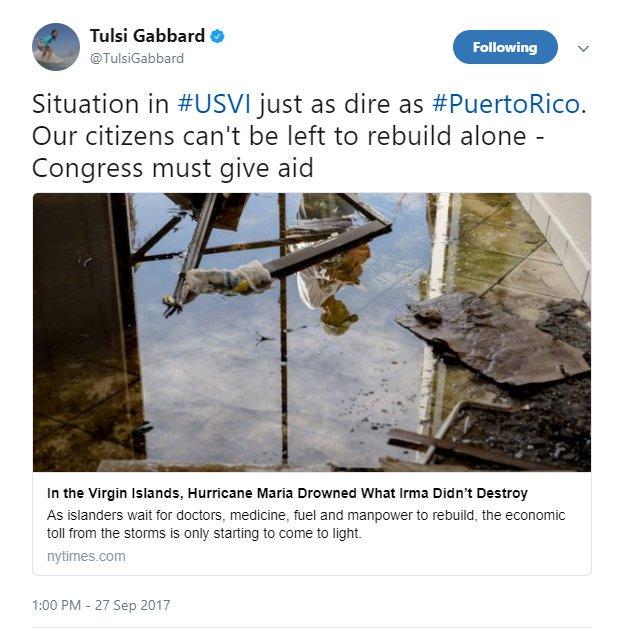 Tulsi Gabbard
@TulsiGabbard
Following
Situation in #USVI just as dire as #PuertoRico.
Our citizens can't be left to rebuild alone -
Congress must give aid
In the Virgin Islands, Hurricane Maria Drowned What Irma Didn't Destroy
As islanders wait for doctors, medicine, fuel and manpower to rebuild, the economic
toll from the storms is only starting to come to light.
nytimes.com
1:00 PM - 27 Sep 2017